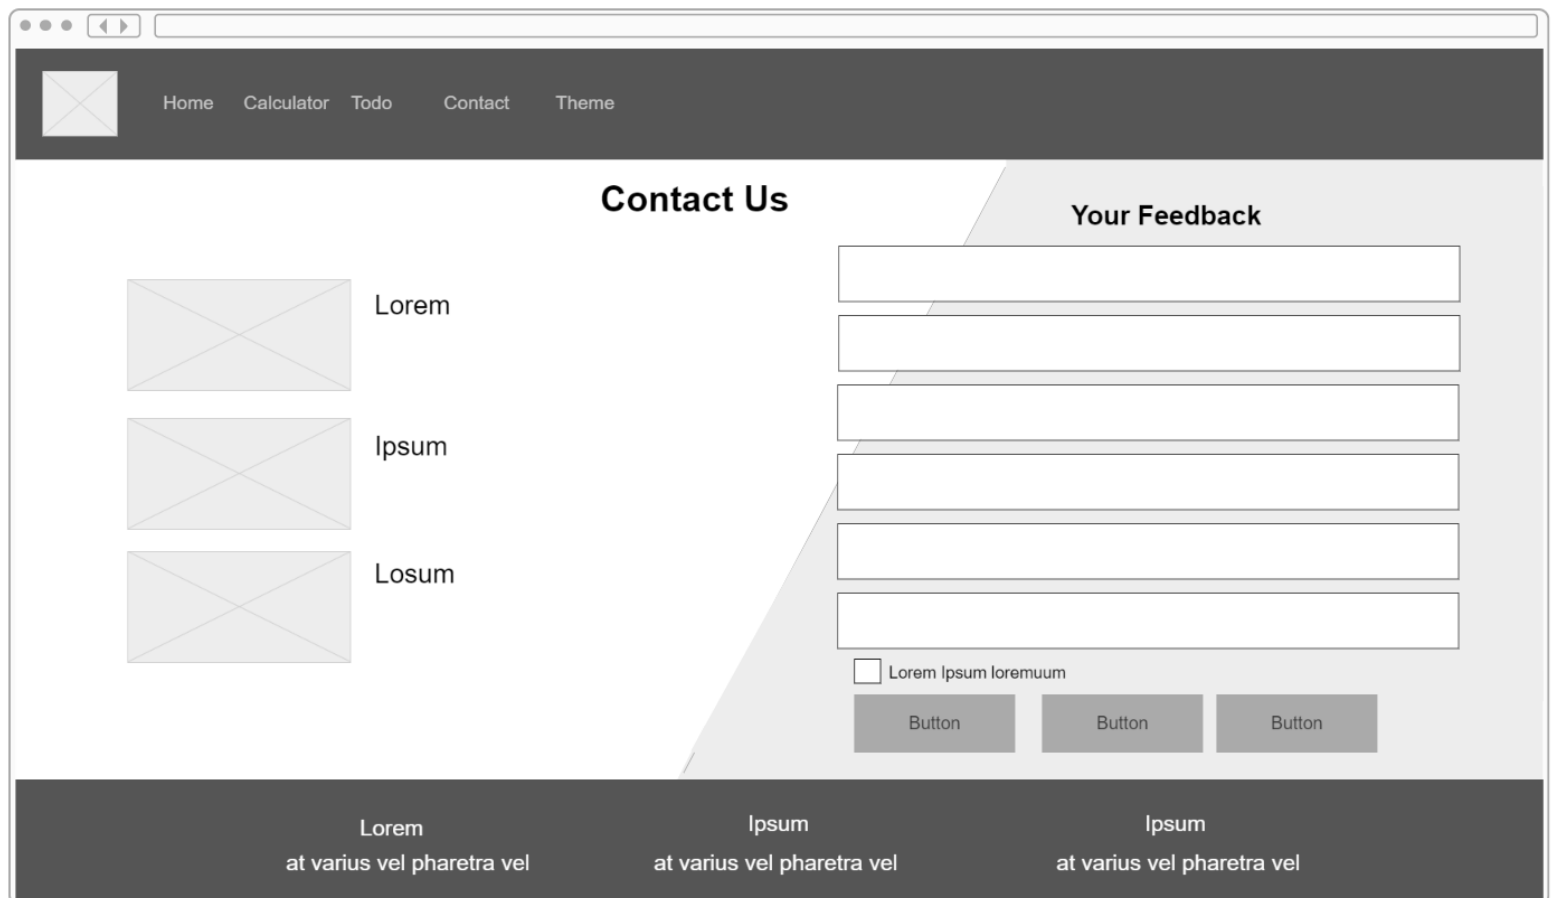 Home Calculator Todo Contact Theme
Contact Us
Lorem
Ipsum
Losum
Your Feedback
Lorem Ipsum loremuum
Button Button Button
Lorem Ipsum Ipsum
at varius vel pharetra vel at varius vel pharetra vel at varius vel pharetra vel